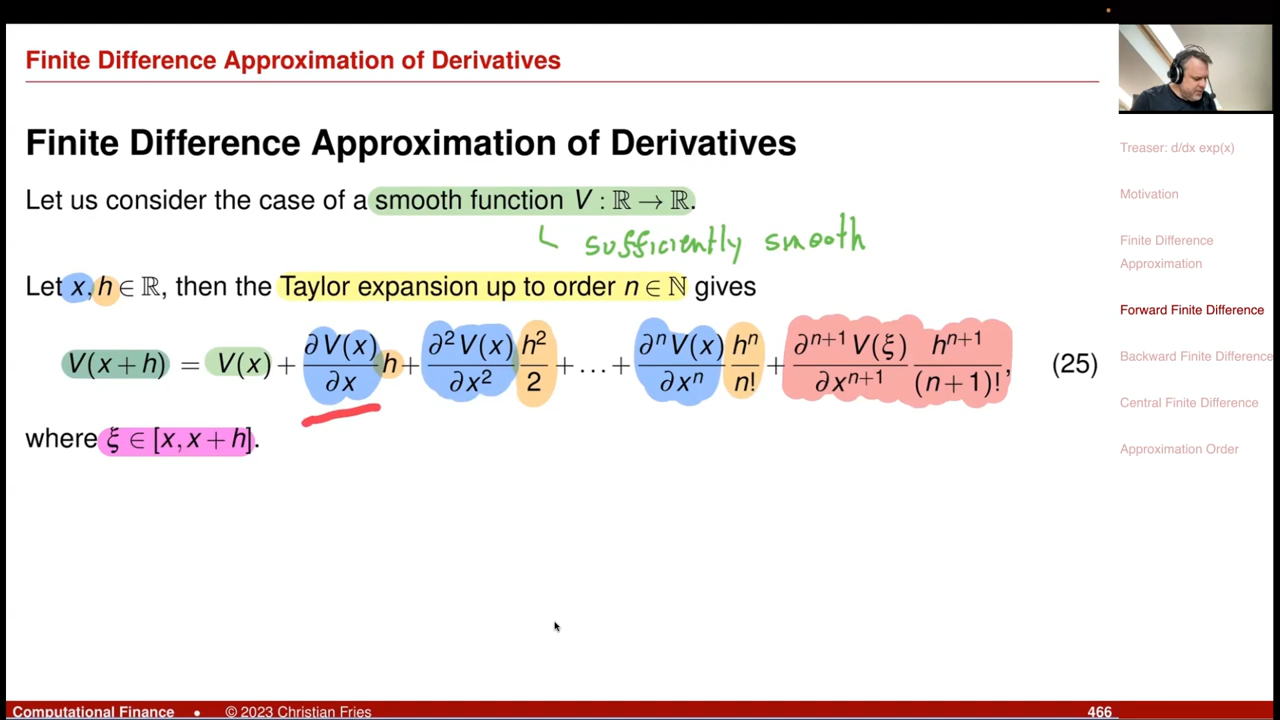 Finite Difference Approximation of Derivatives
Finite Difference Approximation of Derivatives
Let us consider the case of a smooth function V : ℝ → ℝ.
sufficiently smooth
Let x, h ∈ ℝ, then the Taylor expansion up to order n ∈ ℕ gives
V(x + h) = V(x) + ∂V(x)/∂x h + ∂²V(x)/∂x² h²/2 + … + ∂ⁿV(x)/∂xⁿ hⁿ/n! + ∂ⁿ⁺¹V(ξ)/∂xⁿ⁺¹ hⁿ⁺¹/(n+1)!, (25)
where ξ ∈ [x, x + h].
Treaser: d/dx exp(x)
Motivation
Finite Difference
Approximation
Forward Finite Difference
Backward Finite Difference
Central Finite Difference
Approximation Order
Computational Finance • © 2023 Christian Fries 466